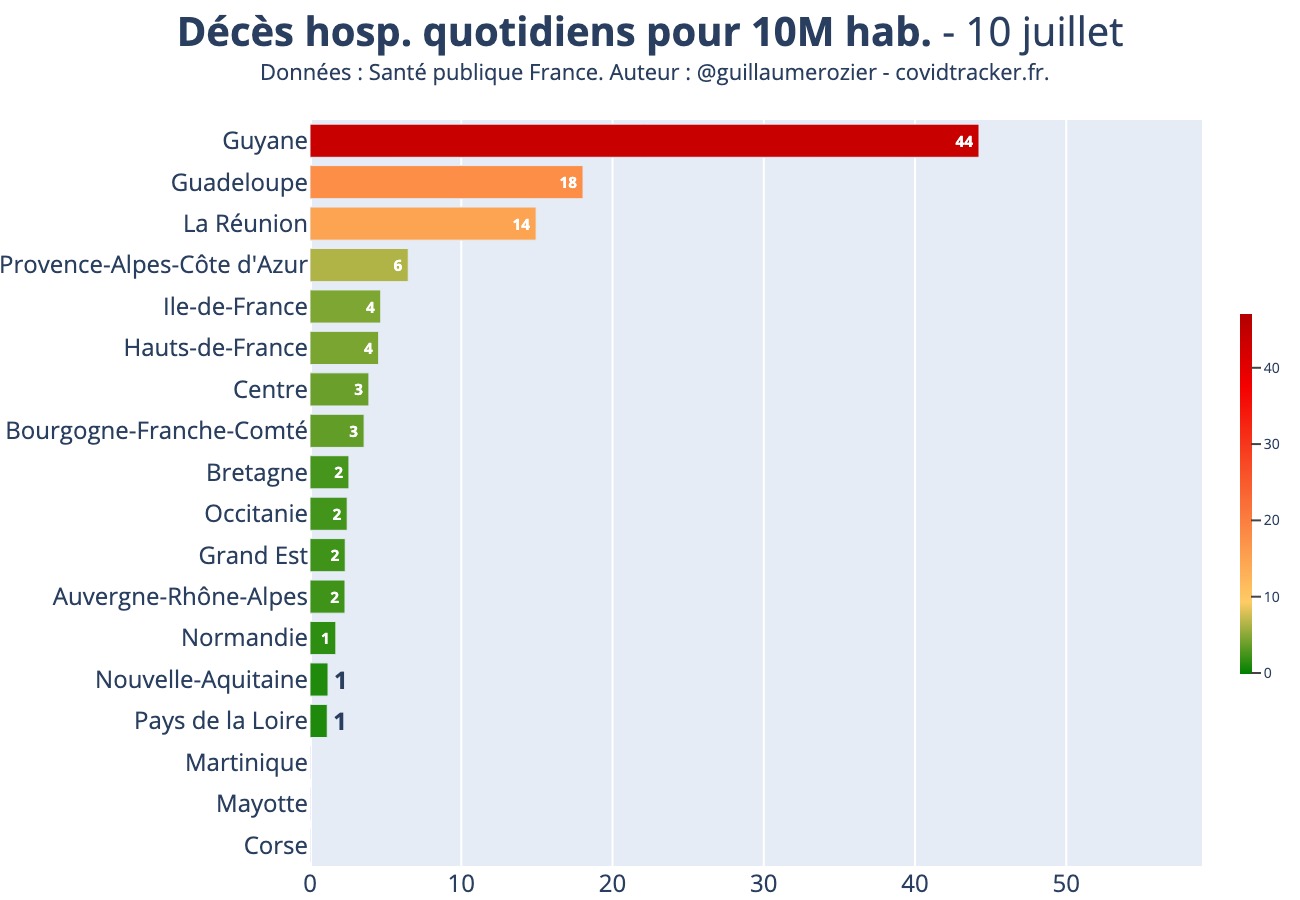 Décès hosp. quotidiens pour 10M hab. - 10 juillet
Données : Santé publique France. Auteur : @guillaumerozier - covidtracker.fr.
Guyane 44
Guadeloupe 18
La Réunion 14
Provence-Alpes-Côte d'Azur 6
Ile-de-France 4
Hauts-de-France 4
Centre 3
Bourgogne-Franche-Comté 3
Bretagne 2
Occitanie 2
Grand Est 2
Auvergne-Rhône-Alpes 2
Normandie 1
Nouvelle-Aquitaine 1
Pays de la Loire 1
Martinique
Mayotte
Corse
0 10 20 30 40 50
40
30
20
10
0